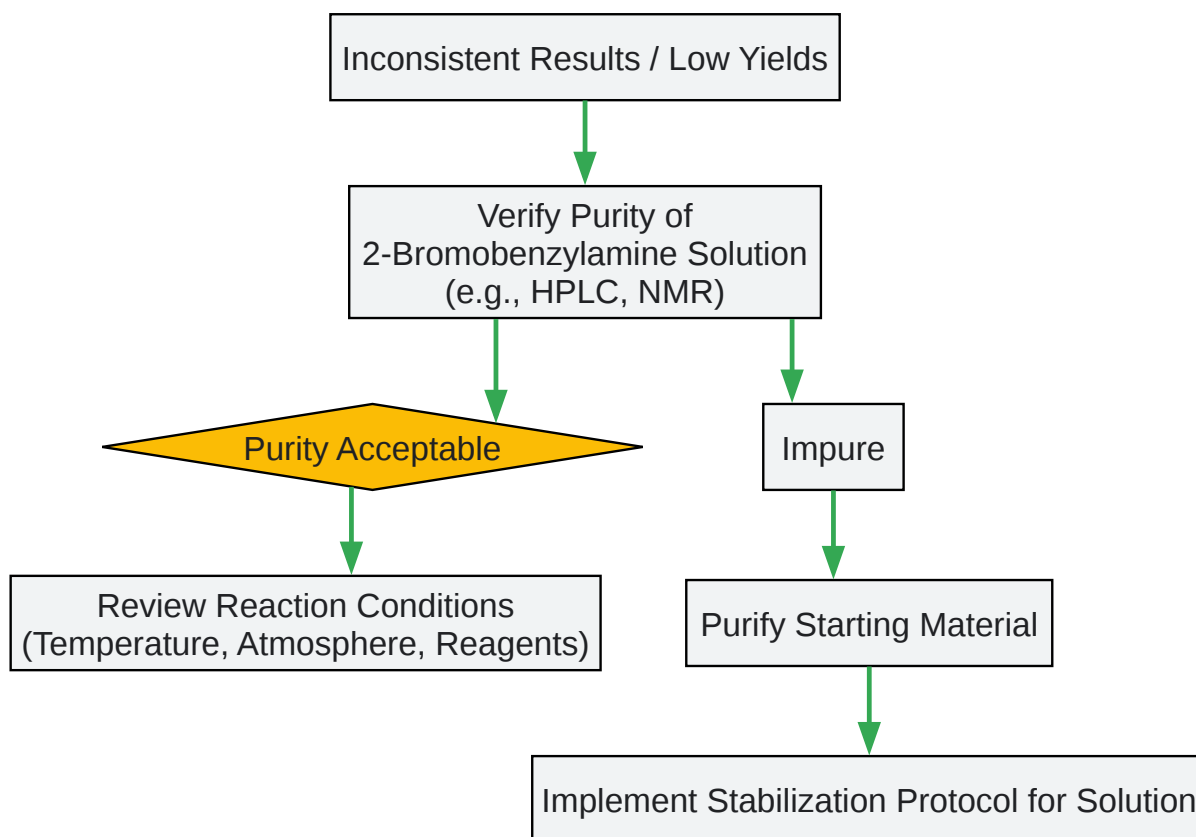 Inconsistent Results / Low Yields
Verify Purity of
2-Bromobenzylamine Solution
(e.g., HPLC, NMR)
Purity Acceptable
Impure
Review Reaction Conditions
(Temperature, Atmosphere, Reagents)
Purify Starting Material
Implement Stabilization Protocol for Solution